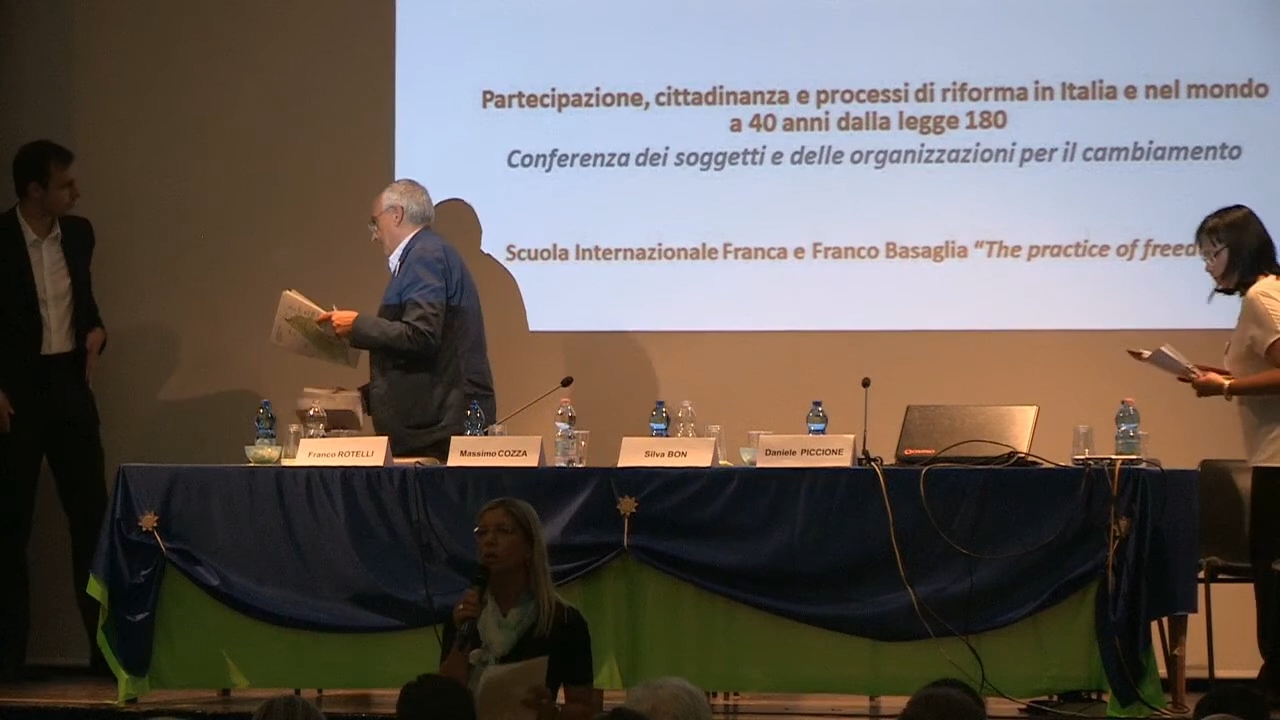 Partecipazione, cittadinanza e processi di riforma in Italia e nel mondo
a 40 anni dalla legge 180
Conferenza dei soggetti e delle organizzazioni per il cambiamento
Scuola Internazionale Franca e Franco Basaglia “The practice of freed
Franco ROTELLI
Massimo COZZA
Silva BON
Daniele PICCIONE